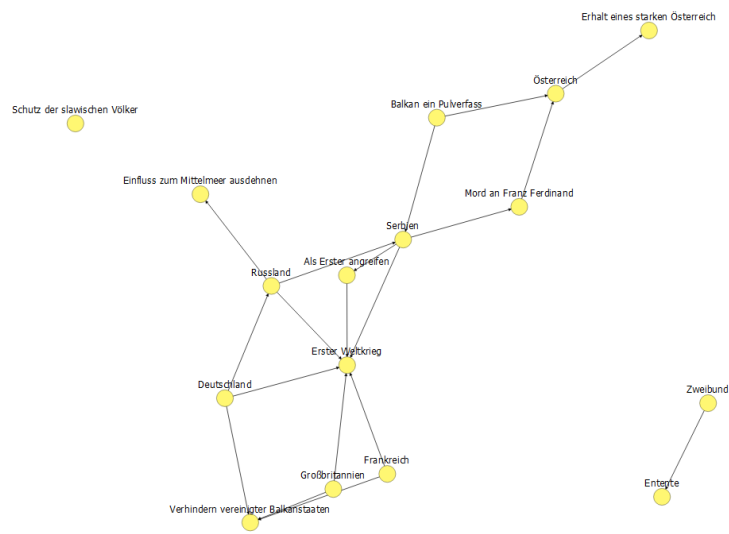 Erhalt eines starken Österreich
Österreich
Balkan ein Pulverfass
Schutz der slawischen Völker
Einfluss zum Mittelmeer ausdehnen
Mord an Franz Ferdinand
Serbien
Als Erster angreifen
Russland
Erster Weltkrieg
Deutschland
Zweibund
Frankreich
Großbritannien
Entente
Verhindern vereinigter Balkanstaaten